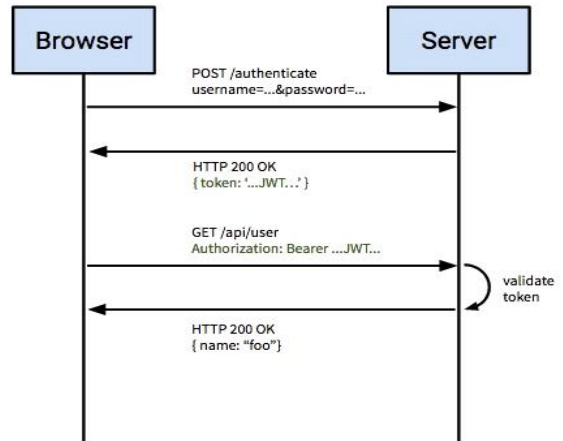 Browser
Server
POST /authenticate
username=...&password=...
HTTP 200 OK
{ token: ‘...JWT...’ }
GET /api/user
Authorization: Bearer ...JWT...
validate
token
HTTP 200 OK
{ name: “foo”}